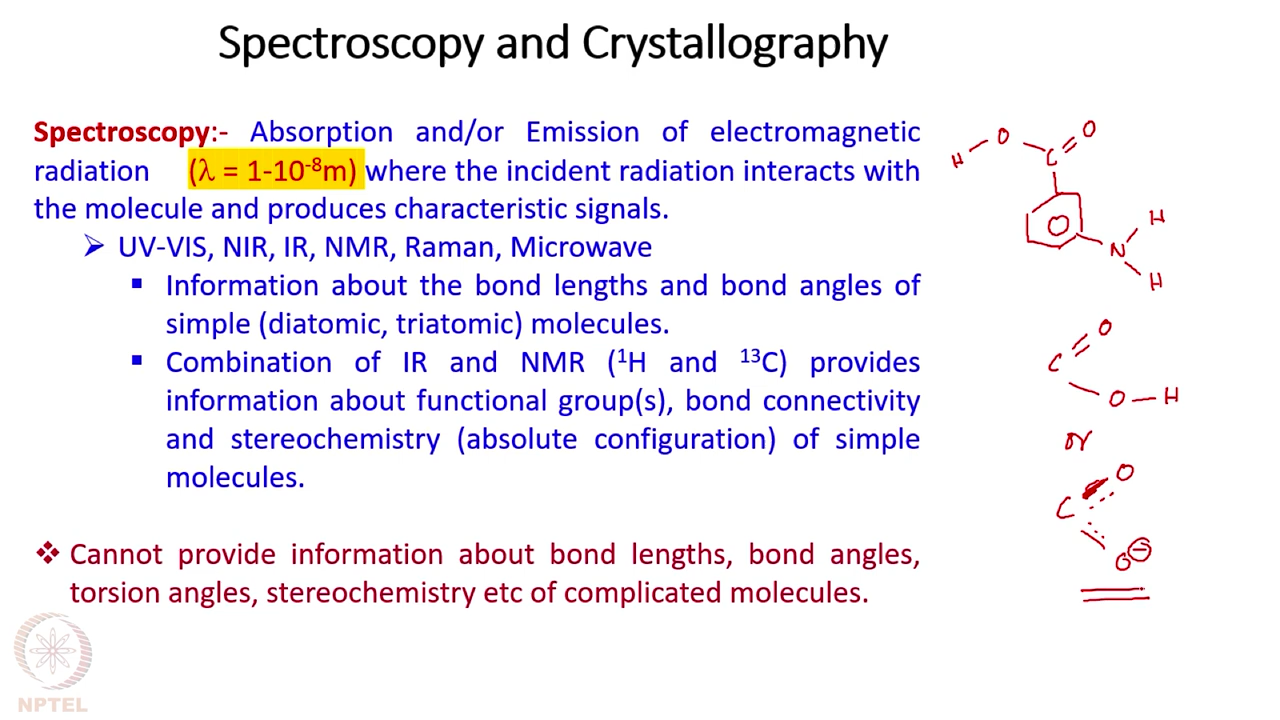 Spectroscopy and Crystallography
Spectroscopy:- Absorption and/or Emission of electromagnetic
radiation (λ = 1-10⁻⁸m) where the incident radiation interacts with
the molecule and produces characteristic signals.
➢ UV-VIS, NIR, IR, NMR, Raman, Microwave
▪ Information about the bond lengths and bond angles of
simple (diatomic, triatomic) molecules.
▪ Combination of IR and NMR (¹H and ¹³C) provides
information about functional group(s), bond connectivity
and stereochemistry (absolute configuration) of simple
molecules.
❖ Cannot provide information about bond lengths, bond angles,
torsion angles, stereochemistry etc of complicated molecules.
H O C O
N H
H
C O
O H
or
C O
O⊖
NPTEL